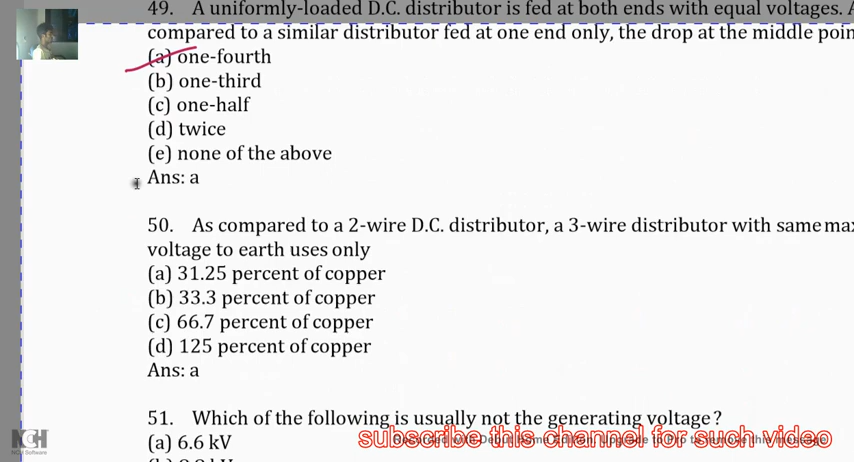 49. A uniformly-loaded D.C. distributor is fed at both ends with equal voltages.
compared to a similar distributor fed at one end only, the drop at the middle
(a) one-fourth
(b) one-third
(c) one-half
(d) twice
(e) none of the above
Ans: a
50. As compared to a 2-wire D.C. distributor, a 3-wire distributor with same
voltage to earth uses only
(a) 31.25 percent of copper
(b) 33.3 percent of copper
(c) 66.7 percent of copper
(d) 125 percent of copper
Ans: a
51. Which of the following is usually not the generating voltage?
(a) 6.6 kV
subscribe this channel for such video
NCH
NCH Software